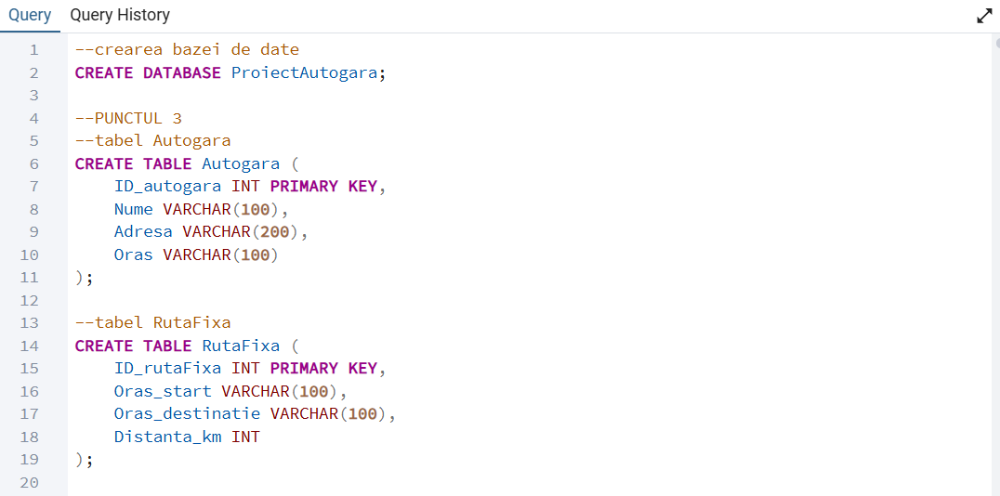 Query Query History
1 --crearea bazei de date
2 CREATE DATABASE ProiectAutogara;
3
4 --PUNCTUL 3
5 --tabel Autogara
6 CREATE TABLE Autogara (
7     ID_autogara INT PRIMARY KEY,
8     Nume VARCHAR(100),
9     Adresa VARCHAR(200),
10     Oras VARCHAR(100)
11 );
12
13 --tabel RutaFixa
14 CREATE TABLE RutaFixa (
15     ID_rutaFixa INT PRIMARY KEY,
16     Oras_start VARCHAR(100),
17     Oras_destinatie VARCHAR(100),
18     Distanta_km INT
19 );
20